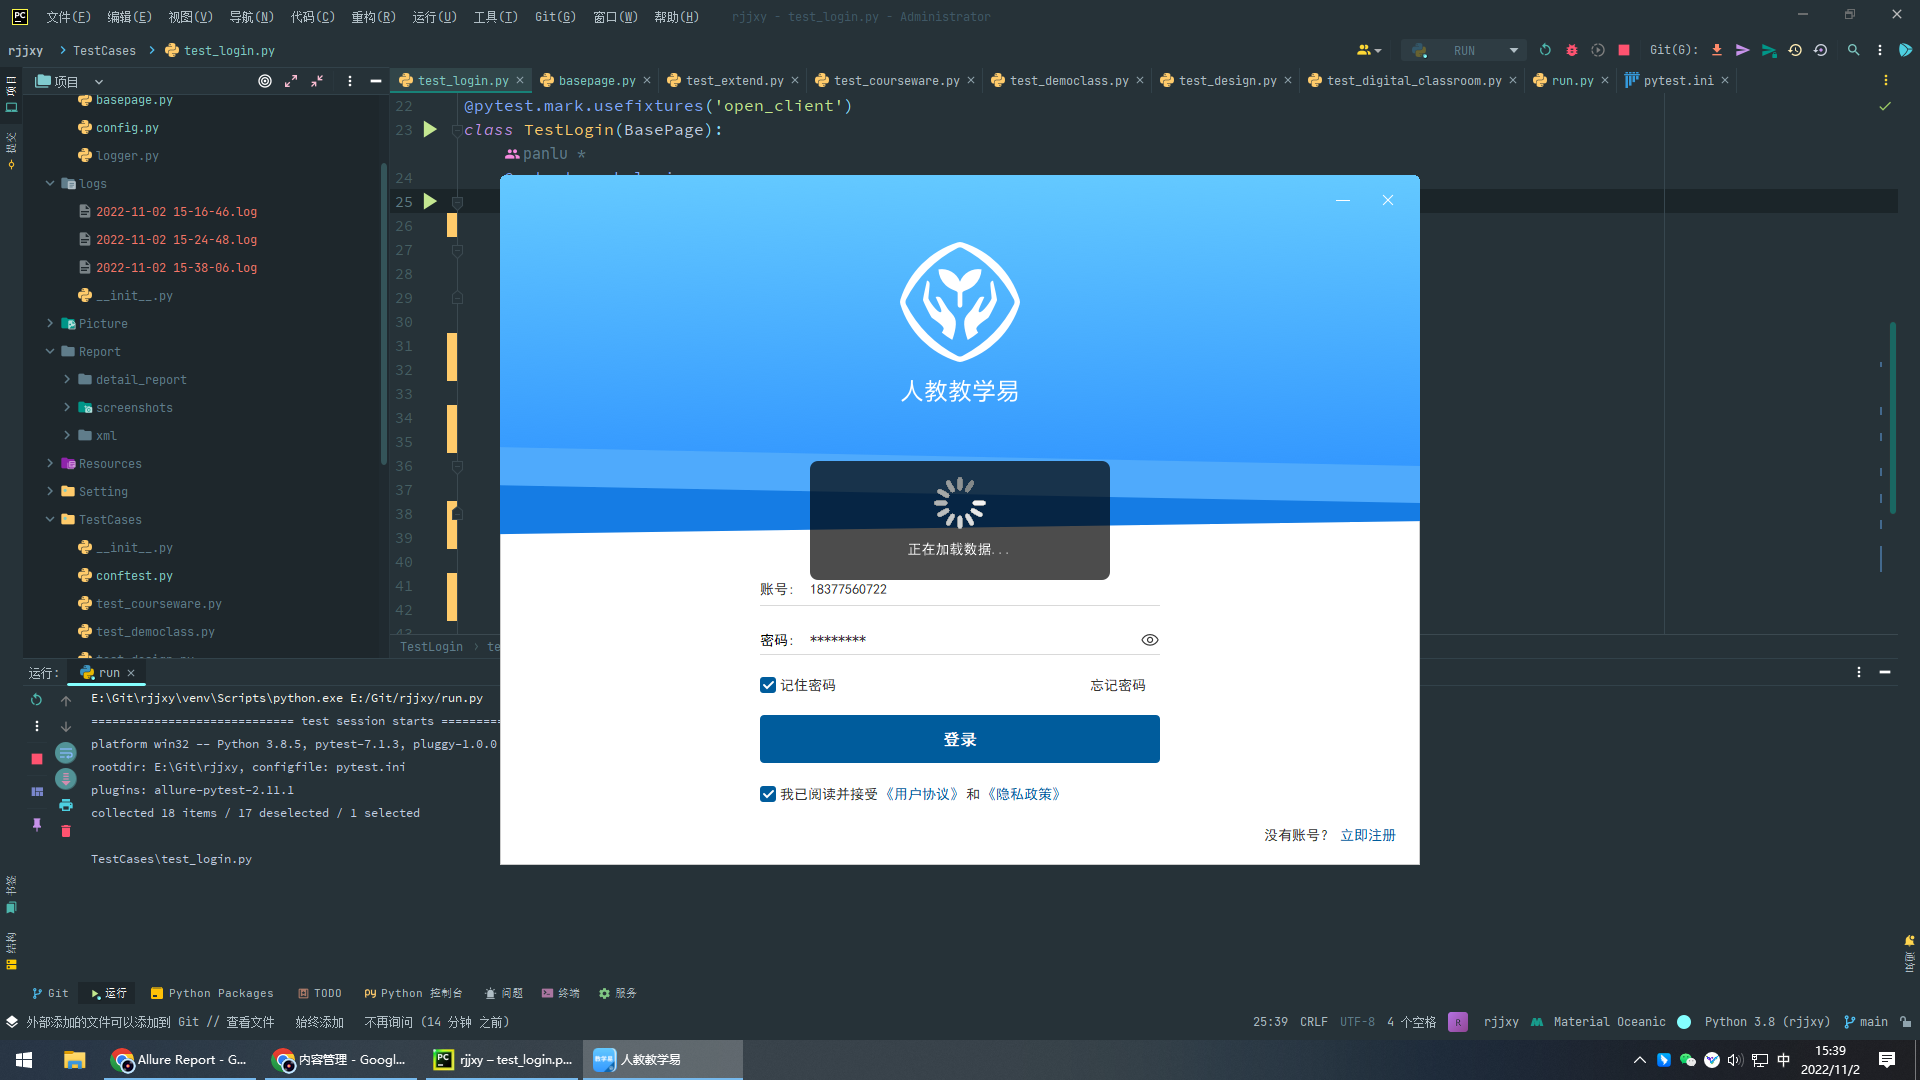 文件(F) 编辑(E) 视图(V) 导航(N) 代码(C) 重构(R) 运行(U) 工具(T) Git(G) 窗口(W) 帮助(H) rjjxy - test_login.py - Administrator
rjjxy TestCases test_login.py RUN Git(G):
项目 test_login.py basepage.py test_extend.py test_courseware.py test_democlass.py test_design.py test_digital_classroom.py run.py pytest.ini
项目
提交
basepage.py
config.py
logger.py
logs
2022-11-02 15-16-46.log
2022-11-02 15-24-48.log
2022-11-02 15-38-06.log
__init__.py
Picture
Report
detail_report
screenshots
xml
Resources
Setting
TestCases
__init__.py
conftest.py
test_courseware.py
test_democlass.py
22 @pytest.mark.usefixtures('open_client')
23 class TestLogin(BasePage):
panlu *
24
25
26
27
28
29
30
31
32
33
34
35
36
37
38
39
40
41
42
TestLogin te
人教教学易
正在加载数据...
账号: 18377560722
密码: ********
记住密码 忘记密码
登录
我已阅读并接受《用户协议》和《隐私政策》
没有账号? 立即注册
运行: run
E:\Git\rjjxy\venv\Scripts\python.exe E:/Git/rjjxy/run.py
============================= test session starts =========
platform win32 -- Python 3.8.5, pytest-7.1.3, pluggy-1.0.0
rootdir: E:\Git\rjjxy, configfile: pytest.ini
plugins: allure-pytest-2.11.1
collected 18 items / 17 deselected / 1 selected
TestCases\test_login.py
书签
结构
通知
Git 运行 Python Packages TODO Python 控制台 问题 终端 服务
外部添加的文件可以添加到 Git // 查看文件 始终添加 不再询问 (14 分钟 之前) 25:39 CRLF UTF-8 4 个空格 R rjjxy Material Oceanic Python 3.8 (rjjxy) main
Allure Report - G... 内容管理 - Googl... rjjxy – test_login.p... 人教教学易 中 15:39
2022/11/2